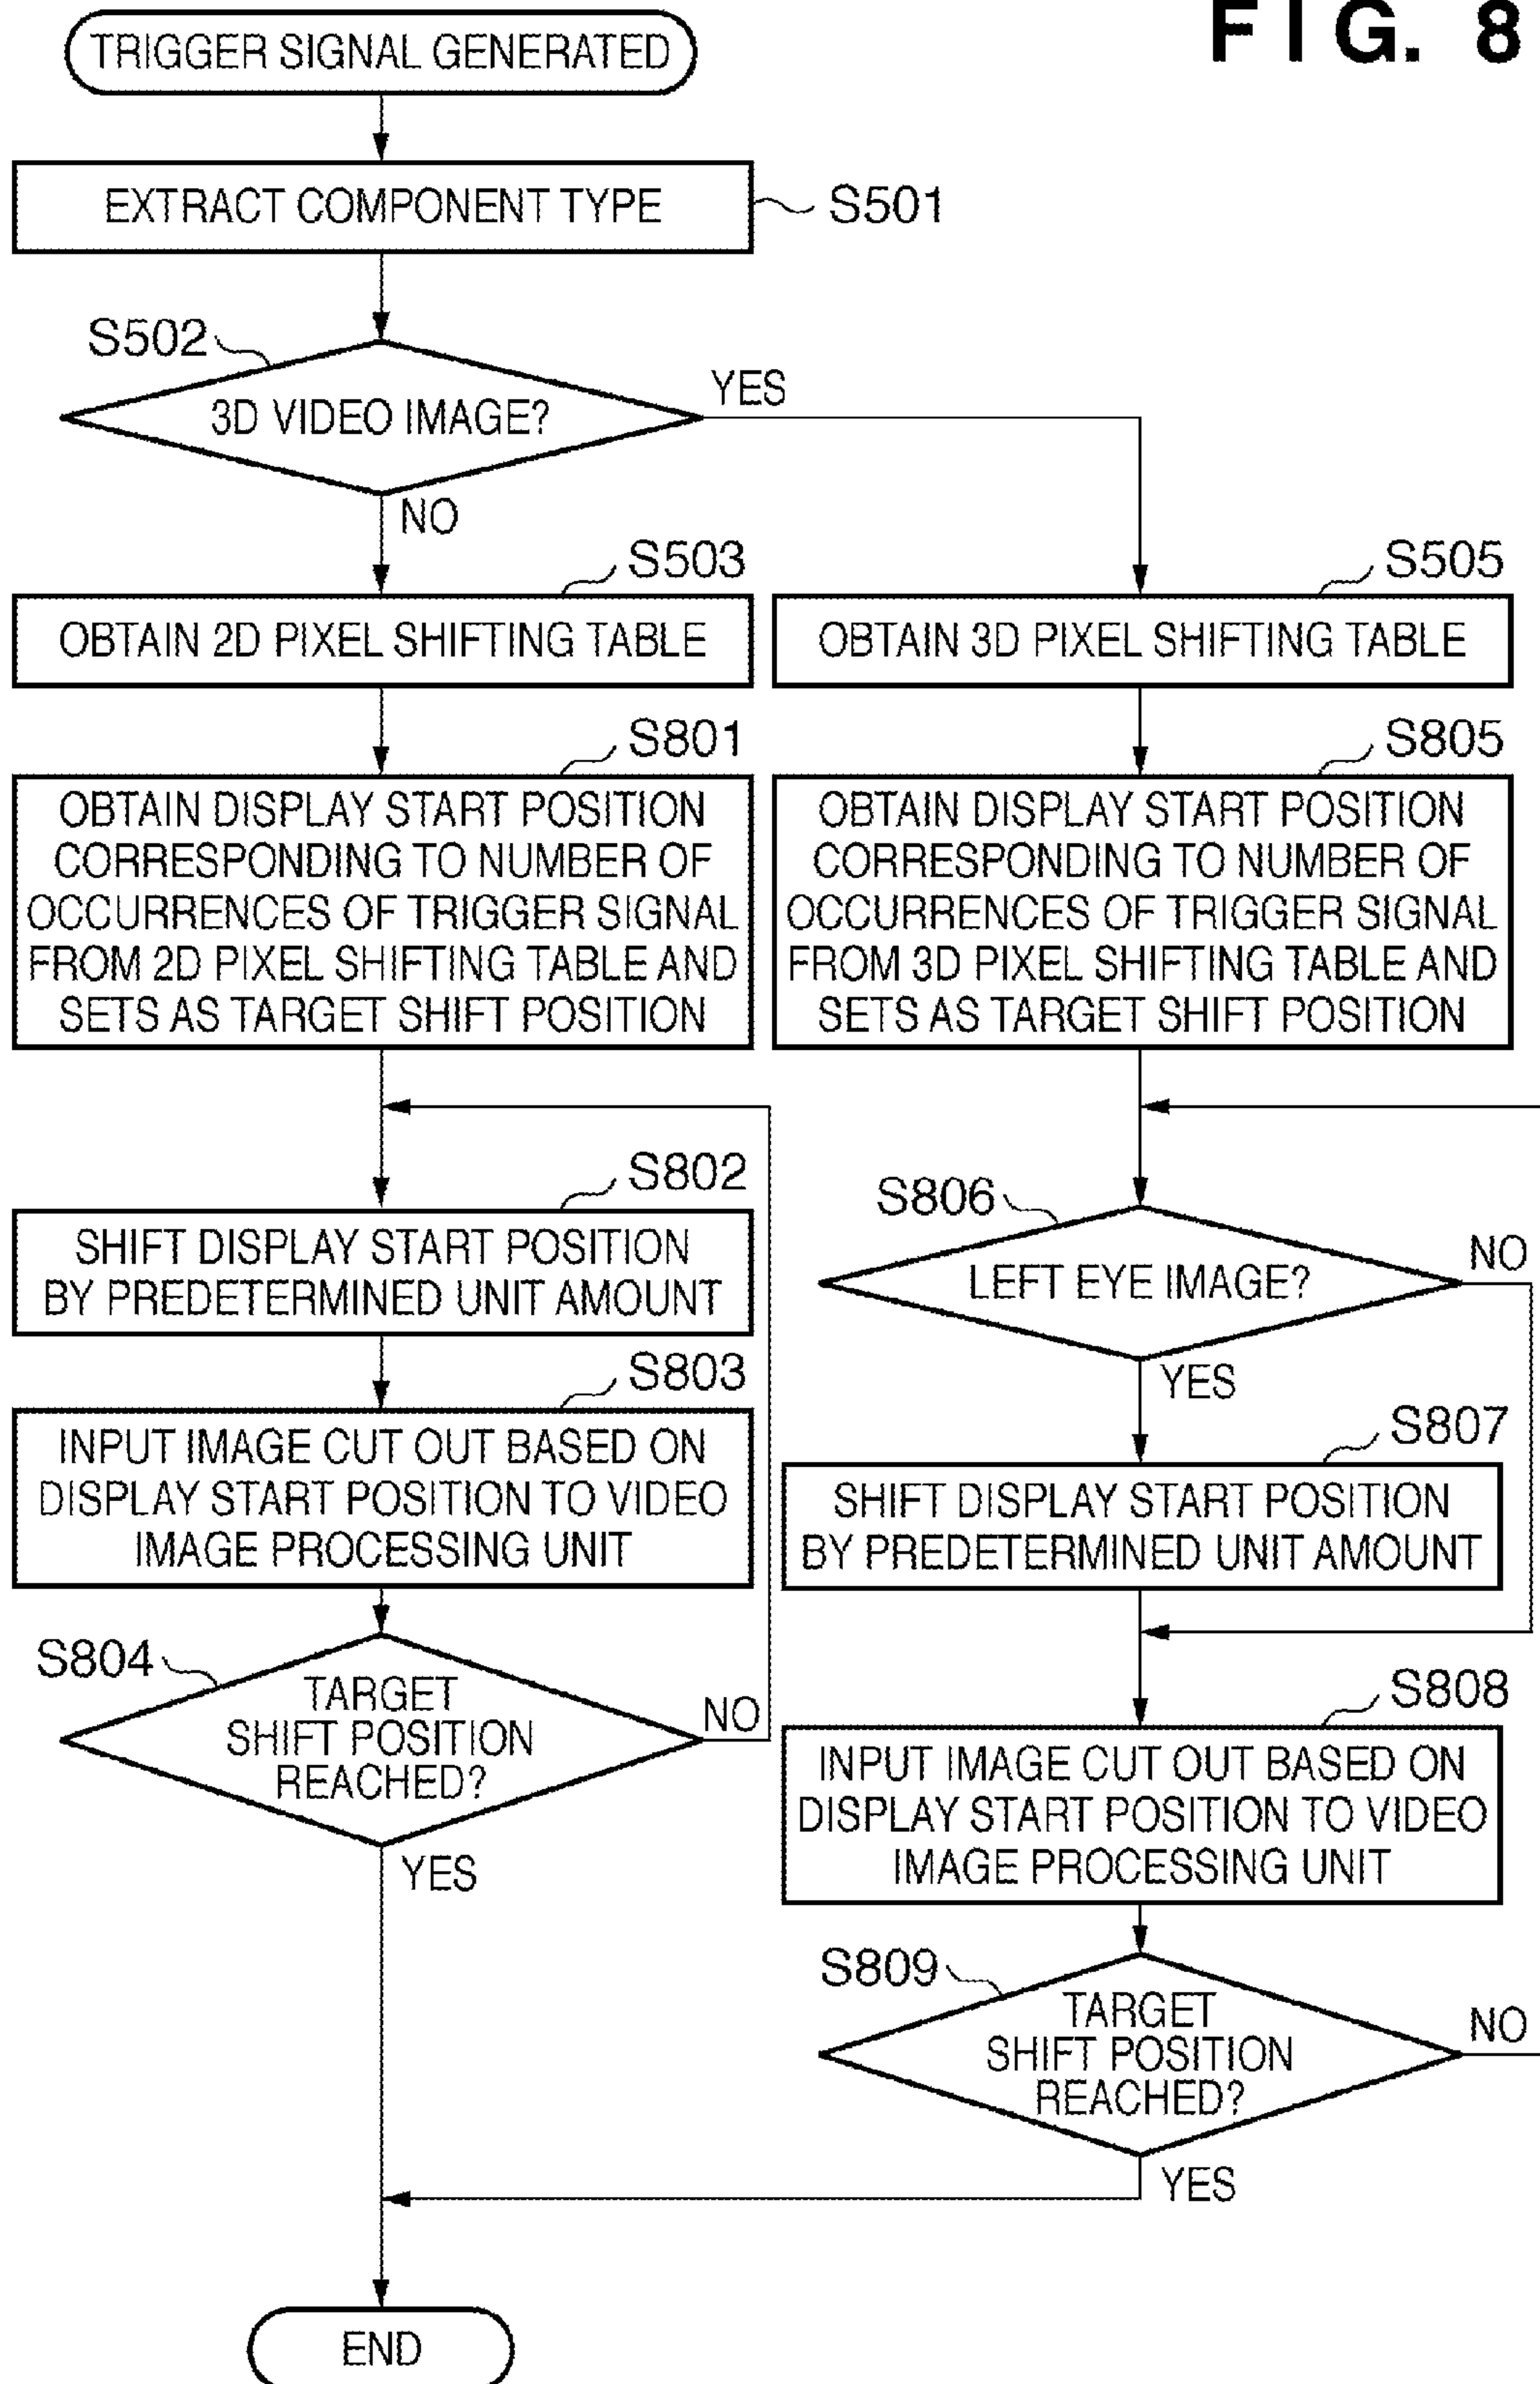 FIG. 8
TRIGGER SIGNAL GENERATED
EXTRACT COMPONENT TYPE
S501
S502
3D VIDEO IMAGE?
YES
NO
S503
OBTAIN 2D PIXEL SHIFTING TABLE
S505
OBTAIN 3D PIXEL SHIFTING TABLE
S801
OBTAIN DISPLAY START POSITION
CORRESPONDING TO NUMBER OF
OCCURRENCES OF TRIGGER SIGNAL
FROM 2D PIXEL SHIFTING TABLE AND
SETS AS TARGET SHIFT POSITION
S805
OBTAIN DISPLAY START POSITION
CORRESPONDING TO NUMBER OF
OCCURRENCES OF TRIGGER SIGNAL
FROM 3D PIXEL SHIFTING TABLE AND
SETS AS TARGET SHIFT POSITION
S802
SHIFT DISPLAY START POSITION
BY PREDETERMINED UNIT AMOUNT
S803
INPUT IMAGE CUT OUT BASED ON
DISPLAY START POSITION TO VIDEO
IMAGE PROCESSING UNIT
S804
TARGET
SHIFT POSITION
REACHED?
NO
YES
S806
LEFT EYE IMAGE?
NO
YES
S807
SHIFT DISPLAY START POSITION
BY PREDETERMINED UNIT AMOUNT
S808
INPUT IMAGE CUT OUT BASED ON
DISPLAY START POSITION TO VIDEO
IMAGE PROCESSING UNIT
S809
TARGET
SHIFT POSITION
REACHED?
NO
YES
END